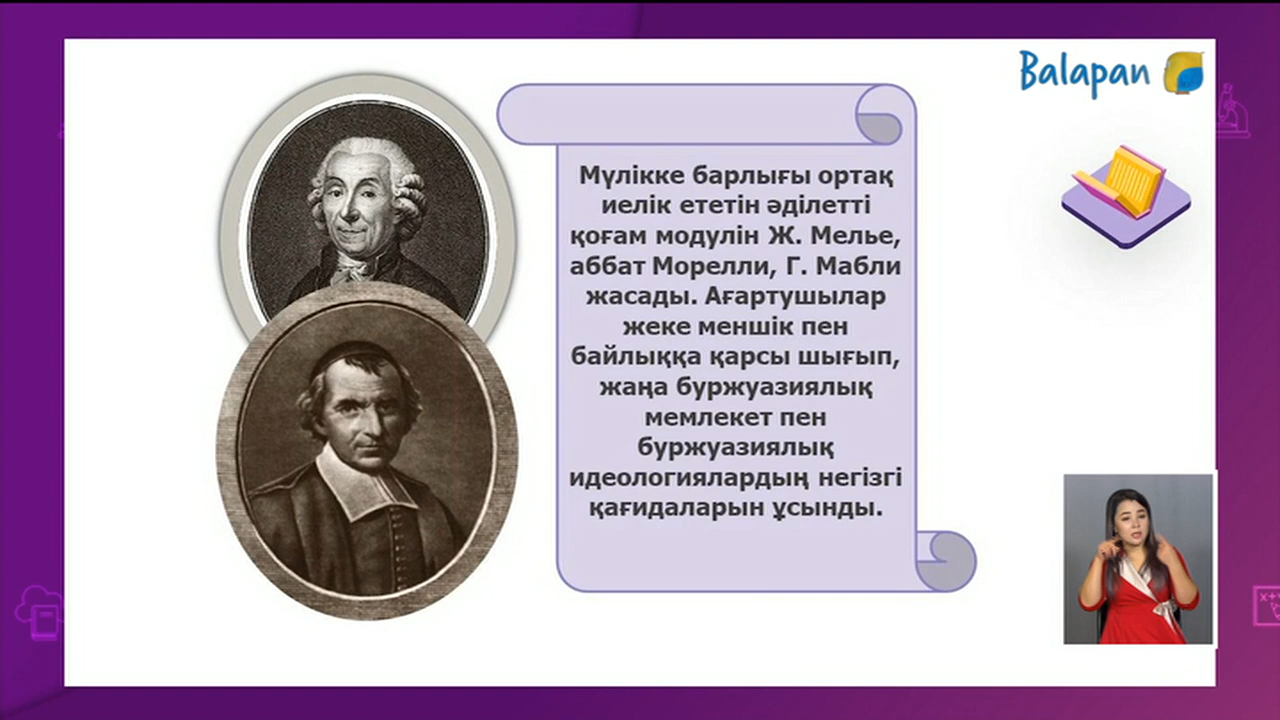 Balapan
Мүлікке барлығы ортақ
иелік ететін әділетті
қоғам модулін Ж. Мелье,
аббат Морелли, Г. Мабли
жасады. Ағартушылар
жеке меншік пен
байлыққа қарсы шығып,
жаңа буржуазиялық
мемлекет пен
буржуазиялық
идеологиялардың негізгі
қағидаларын ұсынды.